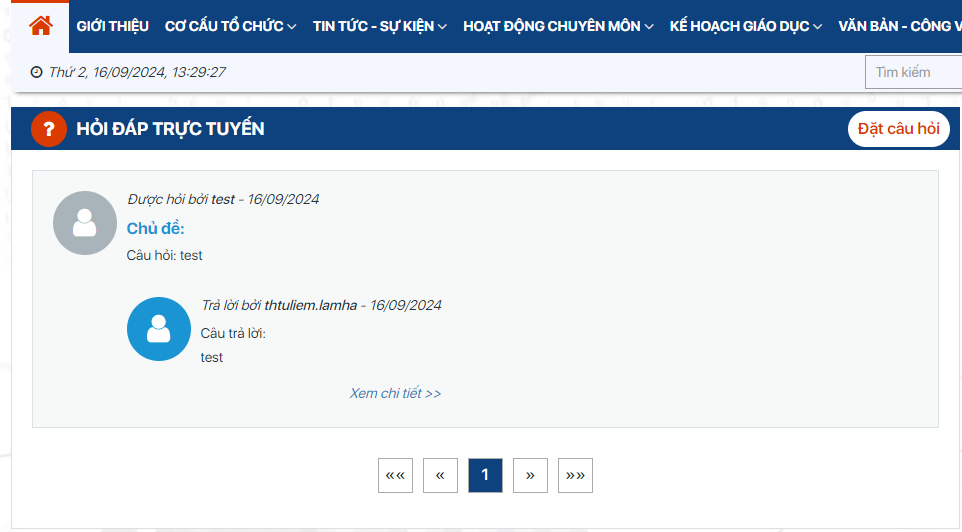 GIỚI THIỆU CƠ CẤU TỔ CHỨC TIN TỨC - SỰ KIỆN HOẠT ĐỘNG CHUYÊN MÔN KẾ HOẠCH GIÁO DỤC VĂN BẢN - CÔNG V
Thứ 2, 16/09/2024, 13:29:27 Tìm kiếm
? HỎI ĐÁP TRỰC TUYẾN Đặt câu hỏi
Được hỏi bởi test - 16/09/2024
Chủ đề:
Câu hỏi: test
Trả lời bởi thtuliem.lamha - 16/09/2024
Câu trả lời:
test
Xem chi tiết >>
«« « 1 » »»